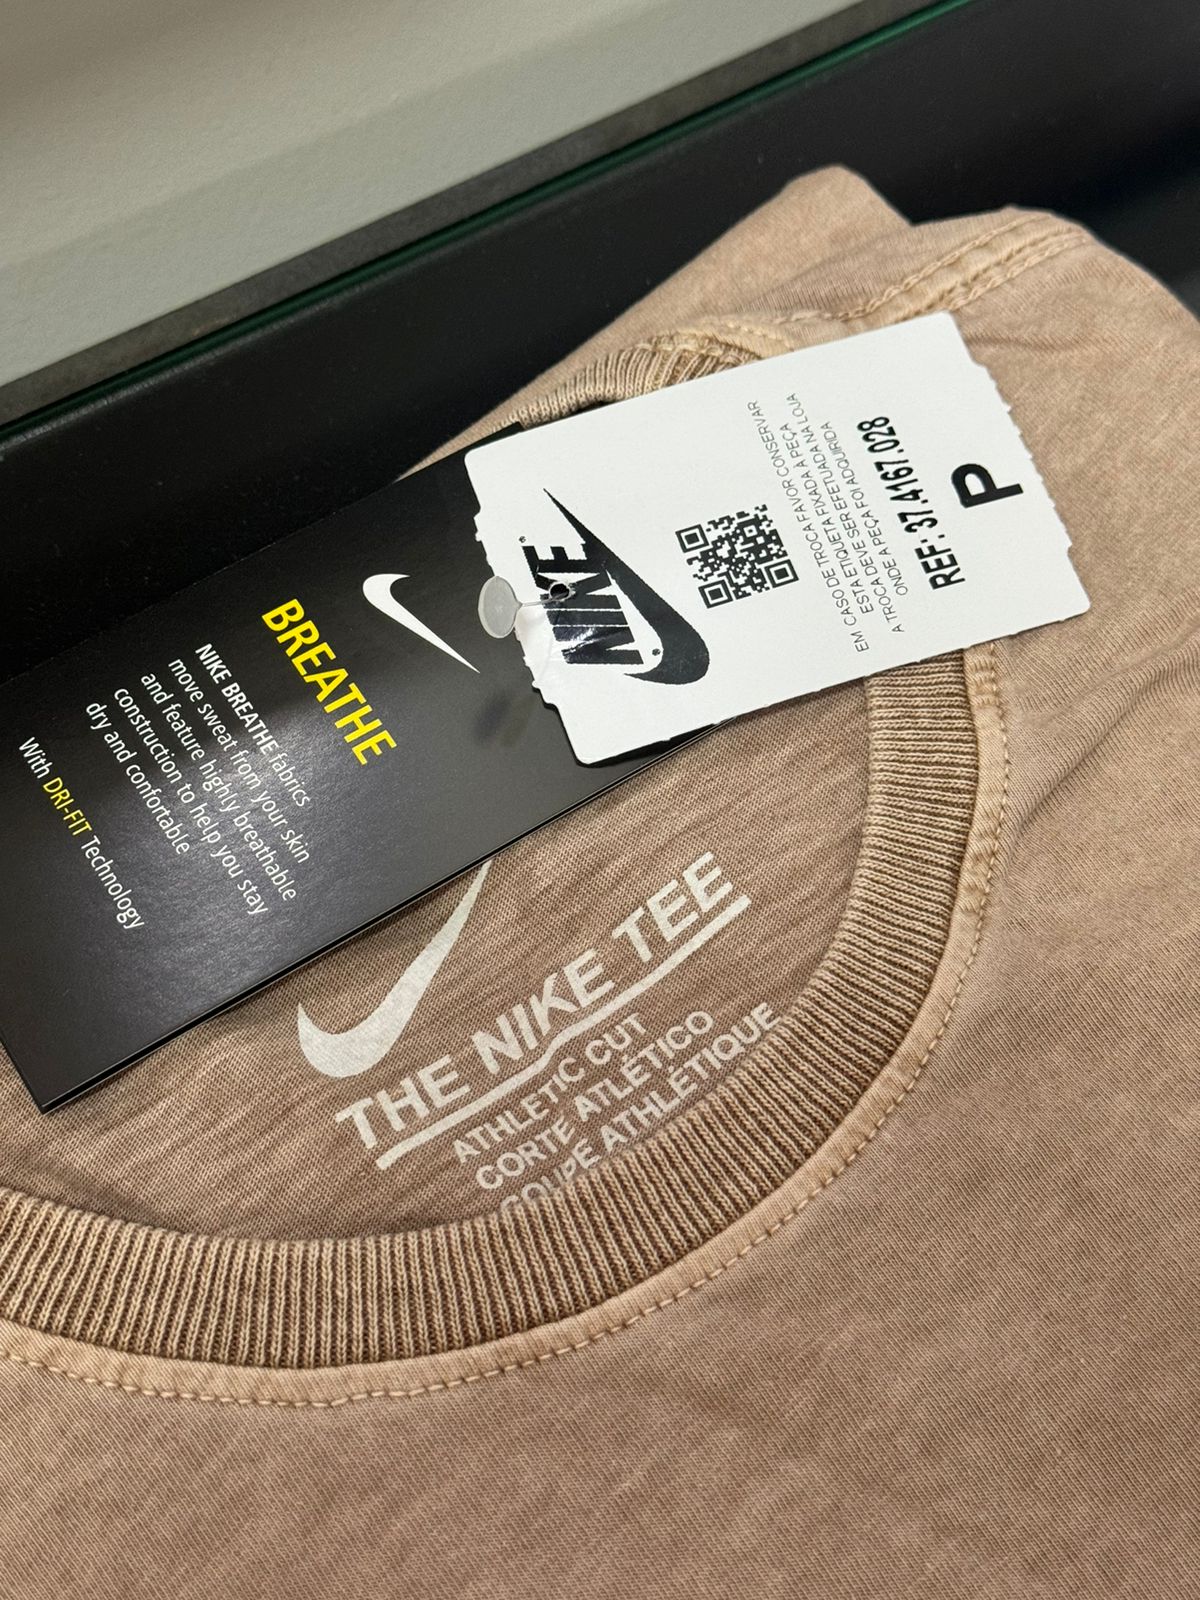 BREATHE
NIKE BREATHE fabrics
move sweat from your skin
and feature highly breathable
construction to help you stay
dry and confortable
With DRI-FIT Technology
NIKE
EM CASO DE TROCA FAVOR CONSERVAR
ESTA ETIQUETA FIXADA A PEÇA
A TROCA DEVE SER EFETUADA NA LOJA
ONDE A PEÇA FOI ADQUIRIDA
REF: 37.4167.028
P
THE NIKE TEE
ATHLETIC CUT
CORTE ATLÉTICO
COUPE ATHLÉTIQUE